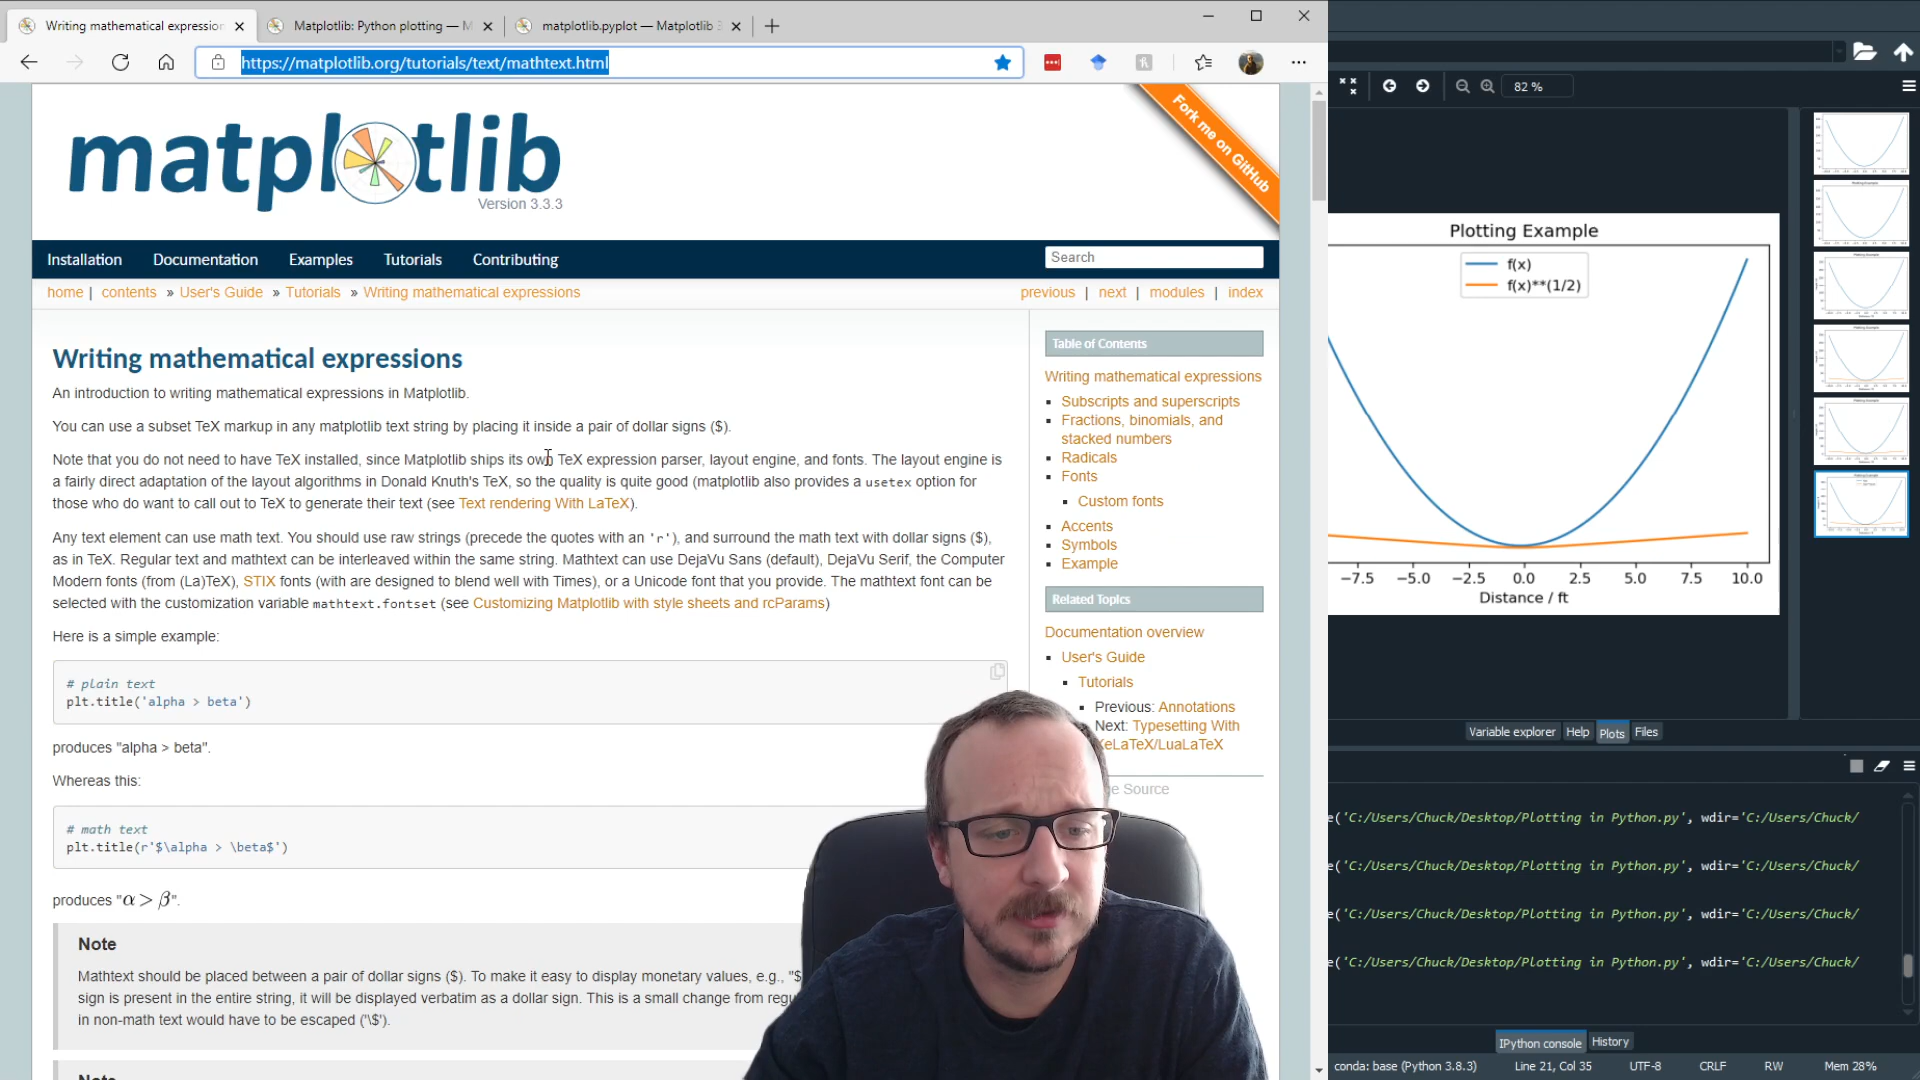 Writing mathematical expression
Matplotlib: Python plotting — M
matplotlib.pyplot — Matplotlib 3
https://matplotlib.org/tutorials/text/mathtext.html
82 %
matplotlib
Version 3.3.3
Fork me on GitHub
Installation Documentation Examples Tutorials Contributing
Search
home | contents » User's Guide » Tutorials » Writing mathematical expressions
previous | next | modules | index
Writing mathematical expressions
An introduction to writing mathematical expressions in Matplotlib.
You can use a subset TeX markup in any matplotlib text string by placing it inside a pair of dollar signs ($).
Note that you do not need to have TeX installed, since Matplotlib ships its own TeX expression parser, layout engine, and fonts. The layout engine is
a fairly direct adaptation of the layout algorithms in Donald Knuth's TeX, so the quality is quite good (matplotlib also provides a usetex option for
those who do want to call out to TeX to generate their text (see Text rendering With LaTeX).
Any text element can use math text. You should use raw strings (precede the quotes with an 'r'), and surround the math text with dollar signs ($),
as in TeX. Regular text and mathtext can be interleaved within the same string. Mathtext can use DejaVu Sans (default), DejaVu Serif, the Computer
Modern fonts (from (La)TeX), STIX fonts (with are designed to blend well with Times), or a Unicode font that you provide. The mathtext font can be
selected with the customization variable mathtext.fontset (see Customizing Matplotlib with style sheets and rcParams)
Here is a simple example:
# plain text
plt.title('alpha > beta')
produces "alpha > beta".
Whereas this:
# math text
plt.title(r'$\alpha > \beta$')
produces "α > β".
Note
Mathtext should be placed between a pair of dollar signs ($). To make it easy to display monetary values, e.g., "$
sign is present in the entire string, it will be displayed verbatim as a dollar sign. This is a small change from regu
in non-math text would have to be escaped ('\$').
Table of Contents
Writing mathematical expressions
Subscripts and superscripts
Fractions, binomials, and
stacked numbers
Radicals
Fonts
Custom fonts
Accents
Symbols
Example
Related Topics
Documentation overview
User's Guide
Tutorials
Previous: Annotations
Next: Typesetting With
XeLaTeX/LuaLaTeX
e Source
Plotting Example
f(x)
f(x)**(1/2)
−7.5 −5.0 −2.5 0.0 2.5 5.0 7.5 10.0
Distance / ft
Variable explorer Help Plots Files
e('C:/Users/Chuck/Desktop/Plotting in Python.py', wdir='C:/Users/Chuck/
e('C:/Users/Chuck/Desktop/Plotting in Python.py', wdir='C:/Users/Chuck/
e('C:/Users/Chuck/Desktop/Plotting in Python.py', wdir='C:/Users/Chuck/
e('C:/Users/Chuck/Desktop/Plotting in Python.py', wdir='C:/Users/Chuck/
IPython console History
conda: base (Python 3.8.3) Line 21, Col 35 UTF-8 CRLF RW Mem 28%